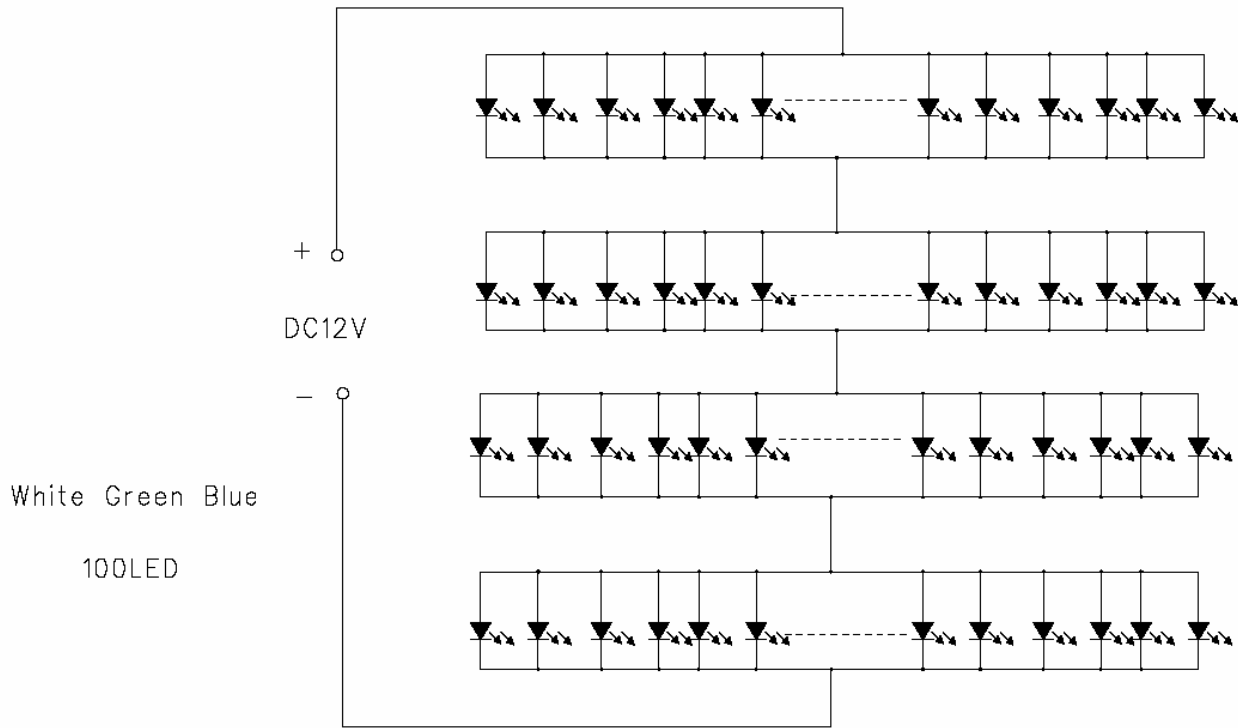 +
DC12V
−
White Green Blue
100LED